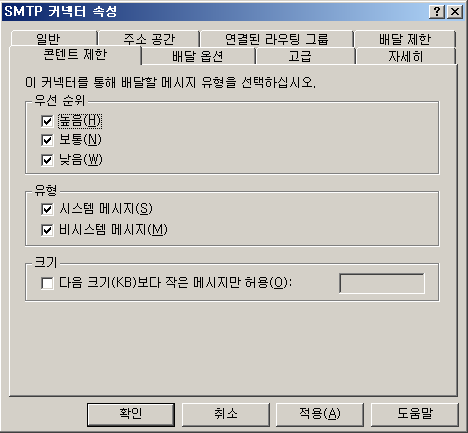 SMTP 커넥터 속성
일반 주소 공간 연결된 라우팅 그룹 배달 제한
콘텐트 제한 배달 옵션 고급 자세히
이 커넥터를 통해 배달할 메시지 유형을 선택하십시오.
우선 순위
높음(H)
보통(N)
낮음(W)
유형
시스템 메시지(S)
비시스템 메시지(M)
크기
다음 크기(KB)보다 작은 메시지만 허용(O):
확인 취소 적용(A) 도움말